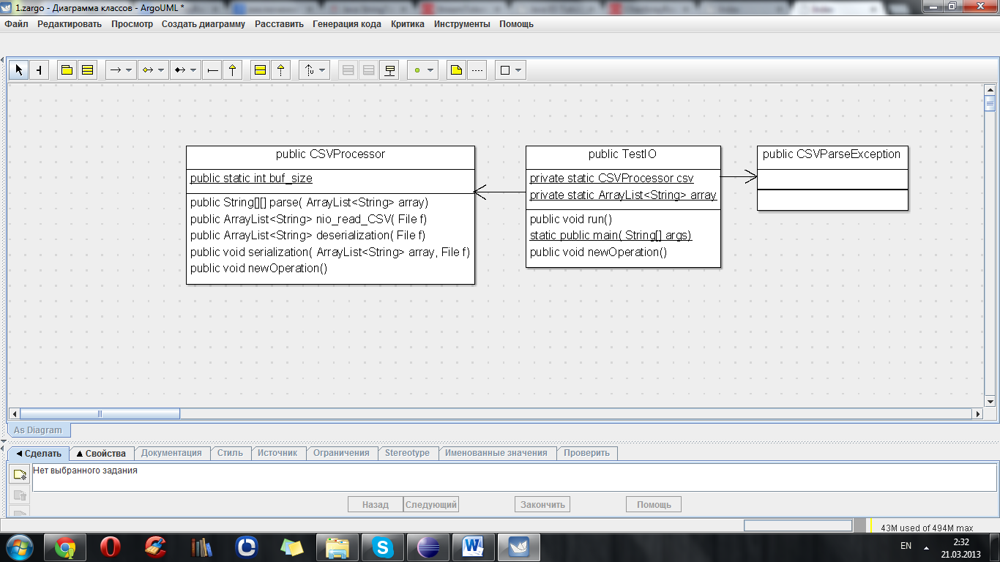 1.zargo - Диаграмма классов - ArgoUML *
Файл Редактировать Просмотр Создать диаграмму Расставить Генерация кода Критика Инструменты Помощь
public CSVProcessor
public static int buf_size
public String[][] parse( ArrayList<String> array)
public ArrayList<String> nio_read_CSV( File f)
public ArrayList<String> deserialization( File f)
public void serialization( ArrayList<String> array, File f)
public void newOperation()
public TestIO
private static CSVProcessor csv
private static ArrayList<String> array
public void run()
static public main( String[] args)
public void newOperation()
public CSVParseException
As Diagram
Сделать Свойства Документация Стиль Источник Ограничения Stereotype Именованные значения Проверить
Нет выбранного задания
Назад Следующий Закончить Помощь
43M used of 494M max
EN 2:32
21.03.2013